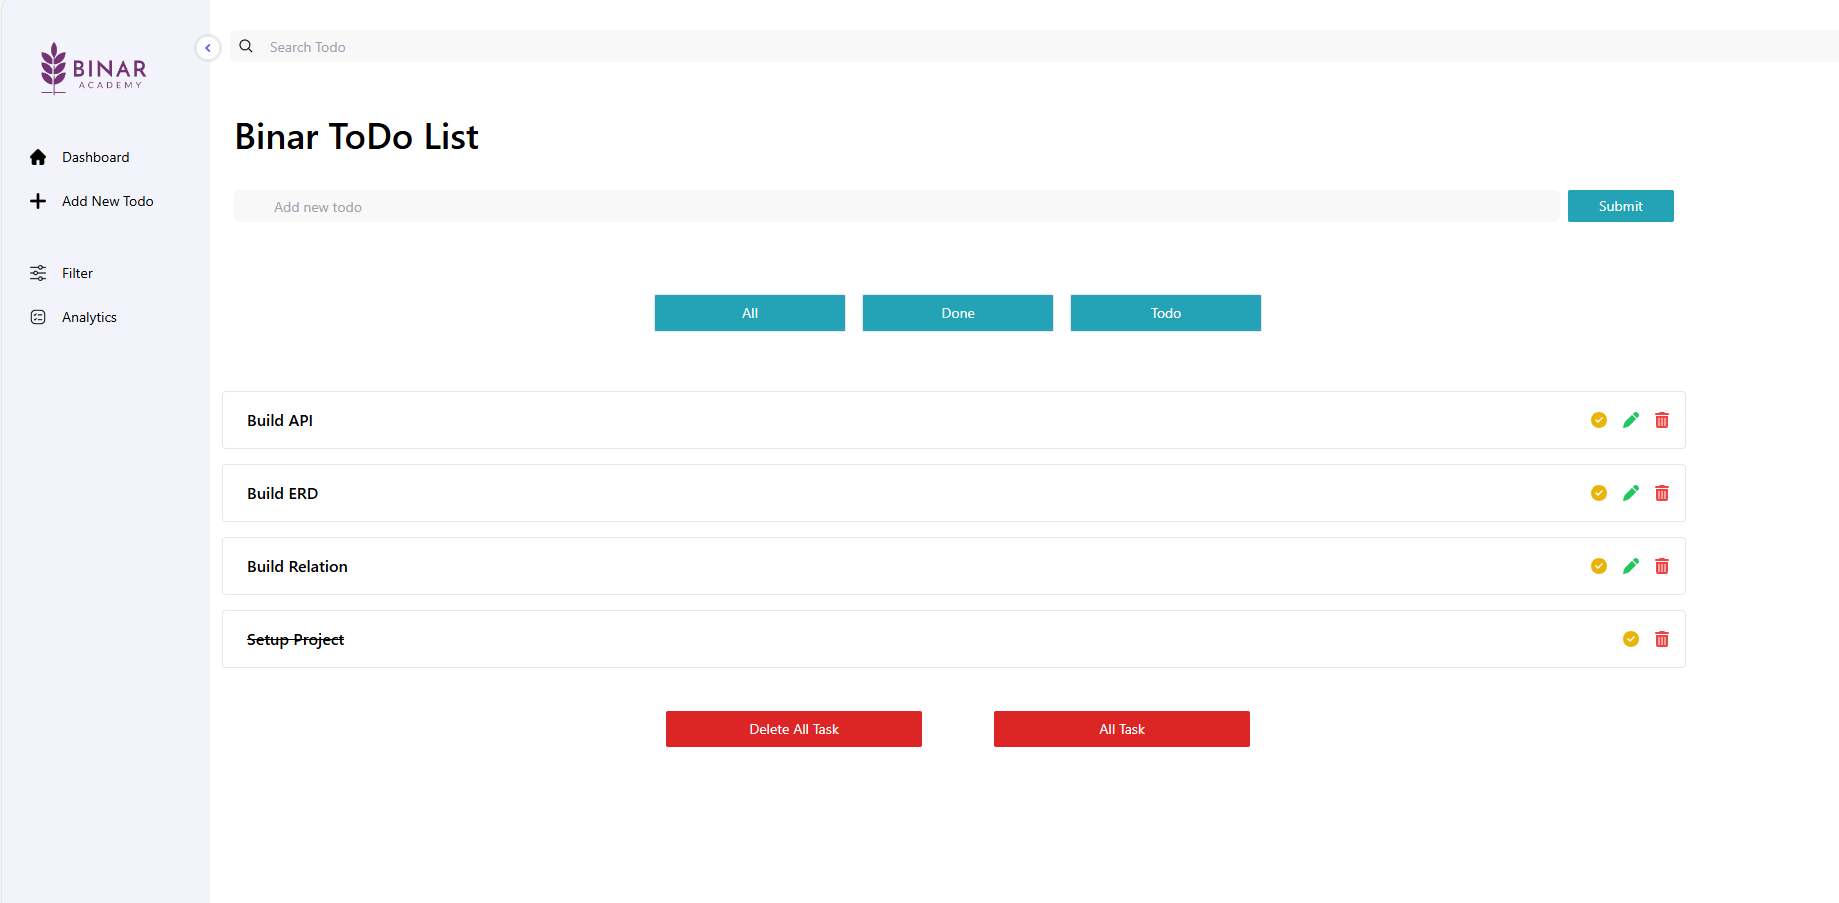 BINAR
ACADEMY
Dashboard
Add New Todo
Filter
Analytics
Search Todo
Binar ToDo List
Add new todo
Submit
All
Done
Todo
Build API
Build ERD
Build Relation
Setup Project
Delete All Task
All Task